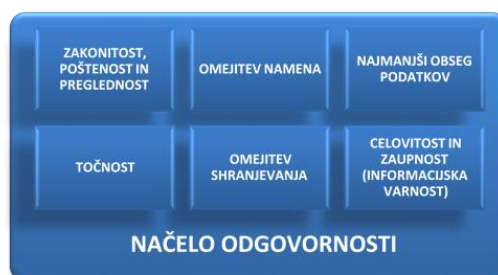 ZAKONITOST,
POŠTENOST IN
PREGLEDNOST
OMEJITEV NAMENA
NAJMANJŠI OBSEG
PODATKOV
TOČNOST
OMEJITEV
SHRANJEVANJA
CELOVITOST IN
ZAUPNOST
(INFORMACIJSKA
VARNOST)
NAČELO ODGOVORNOSTI